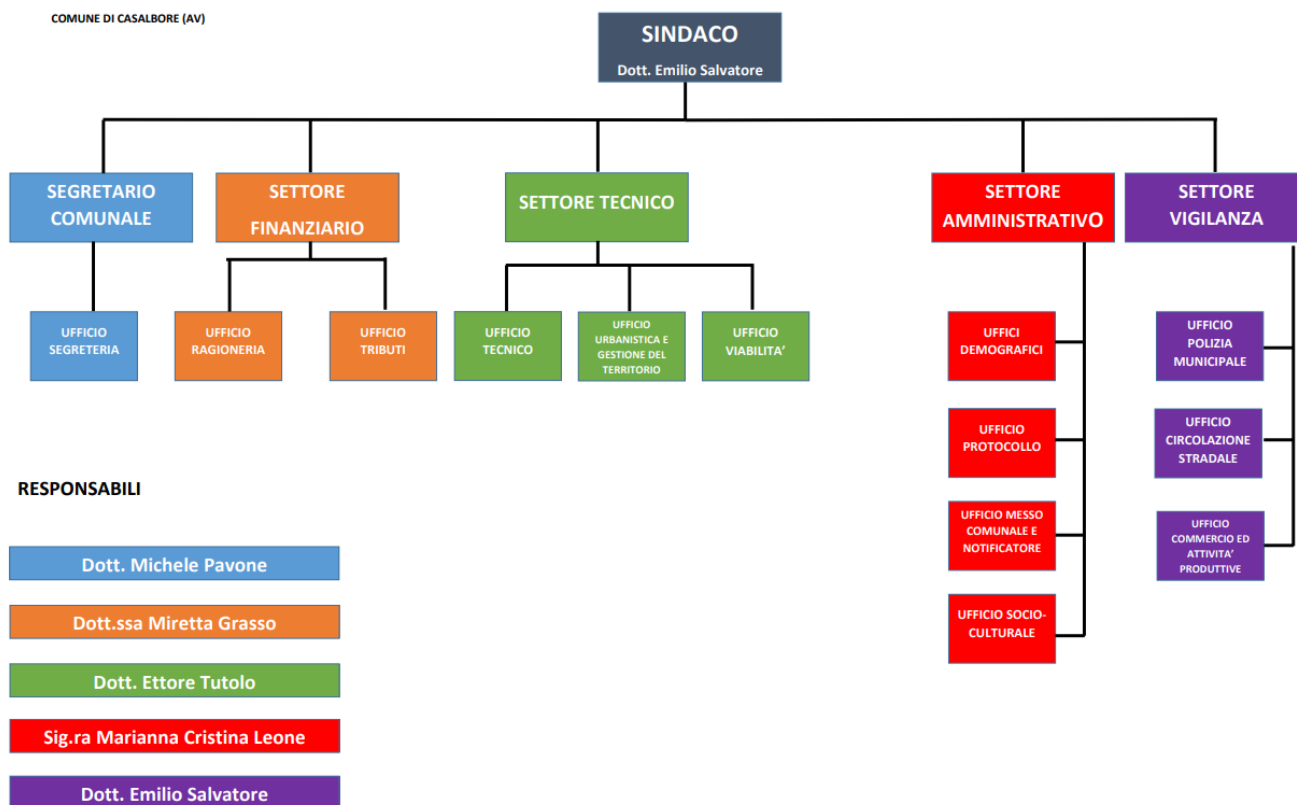 COMUNE DI CASALBORE (AV)
SINDACO
Dott. Emilio Salvatore
SEGRETARIO
COMUNALE
SETTORE
FINANZIARIO
SETTORE TECNICO
SETTORE
AMMINISTRATIVO
SETTORE
VIGILANZA
UFFICIO
SEGRETERIA
UFFICIO
RAGIONERIA
UFFICIO
TRIBUTI
UFFICIO
TECNICO
UFFICIO
URBANISTICA E
GESTIONE DEL
TERRITORIO
UFFICIO
VIABILITA’
UFFICI
DEMOGRAFICI
UFFICIO
POLIZIA
MUNICIPALE
UFFICIO
PROTOCOLLO
UFFICIO
CIRCOLAZIONE
STRADALE
UFFICIO MESSO
COMUNALE E
NOTIFICATORE
UFFICIO
COMMERCIO ED
ATTIVITA’
PRODUTTIVE
UFFICIO SOCIO-
CULTURALE
RESPONSABILI
Dott. Michele Pavone
Dott.ssa Miretta Grasso
Dott. Ettore Tutolo
Sig.ra Marianna Cristina Leone
Dott. Emilio Salvatore